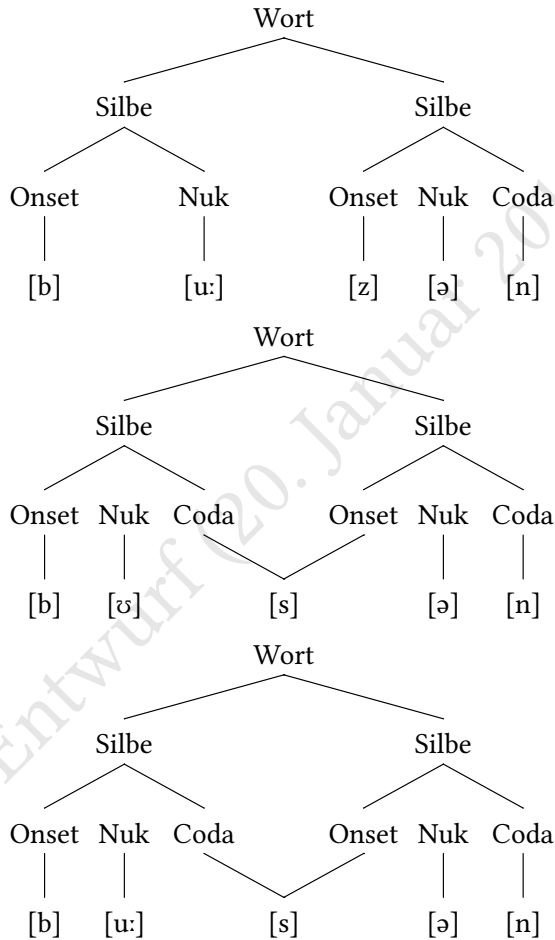 Wort
Silbe Silbe
Onset Nuk Onset Nuk Coda
[b] [uː] [z] [ə] [n]
Wort
Silbe Silbe
Onset Nuk Coda Onset Nuk Coda
[b] [ʊ] [s] [ə] [n]
Wort
Silbe Silbe
Onset Nuk Coda Onset Nuk Coda
[b] [uː] [s] [ə] [n]
Entwurf (20. Januar